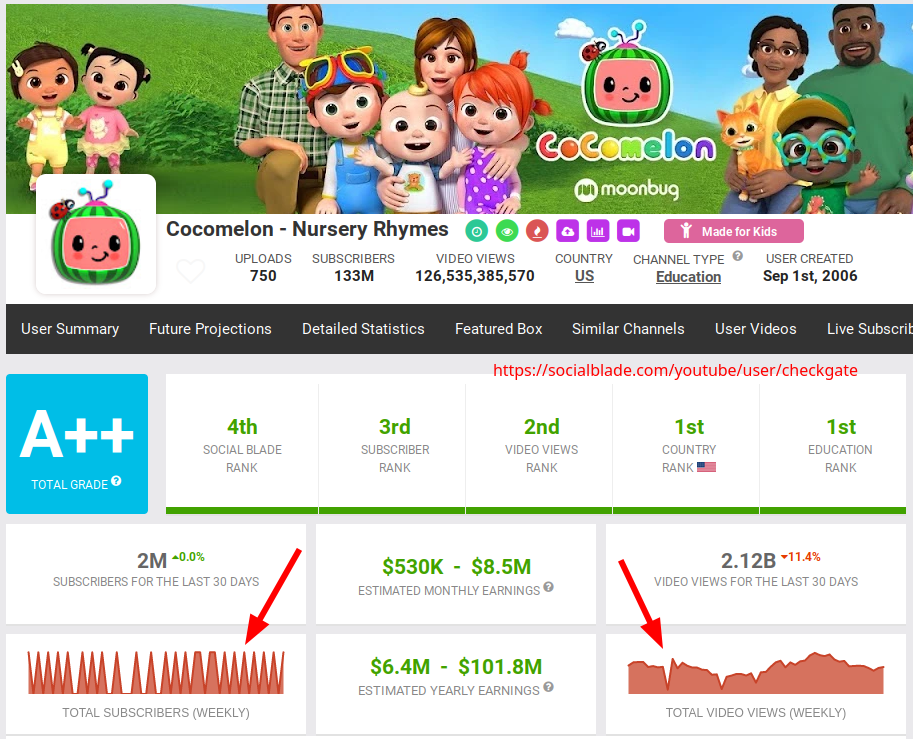 CoComelon
moonbug
Cocomelon - Nursery Rhymes
Made for Kids
UPLOADS
750
SUBSCRIBERS
133M
VIDEO VIEWS
126,535,385,570
COUNTRY
US
CHANNEL TYPE ?
Education
USER CREATED
Sep 1st, 2006
User Summary Future Projections Detailed Statistics Featured Box Similar Channels User Videos Live Subscrib
https://socialblade.com/youtube/user/checkgate
A++
TOTAL GRADE ?
4th
SOCIAL BLADE
RANK
3rd
SUBSCRIBER
RANK
2nd
VIDEO VIEWS
RANK
1st
COUNTRY
RANK
1st
EDUCATION
RANK
2M 0.0%
SUBSCRIBERS FOR THE LAST 30 DAYS
$530K - $8.5M
ESTIMATED MONTHLY EARNINGS ?
2.12B 11.4%
VIDEO VIEWS FOR THE LAST 30 DAYS
TOTAL SUBSCRIBERS (WEEKLY)
$6.4M - $101.8M
ESTIMATED YEARLY EARNINGS ?
TOTAL VIDEO VIEWS (WEEKLY)